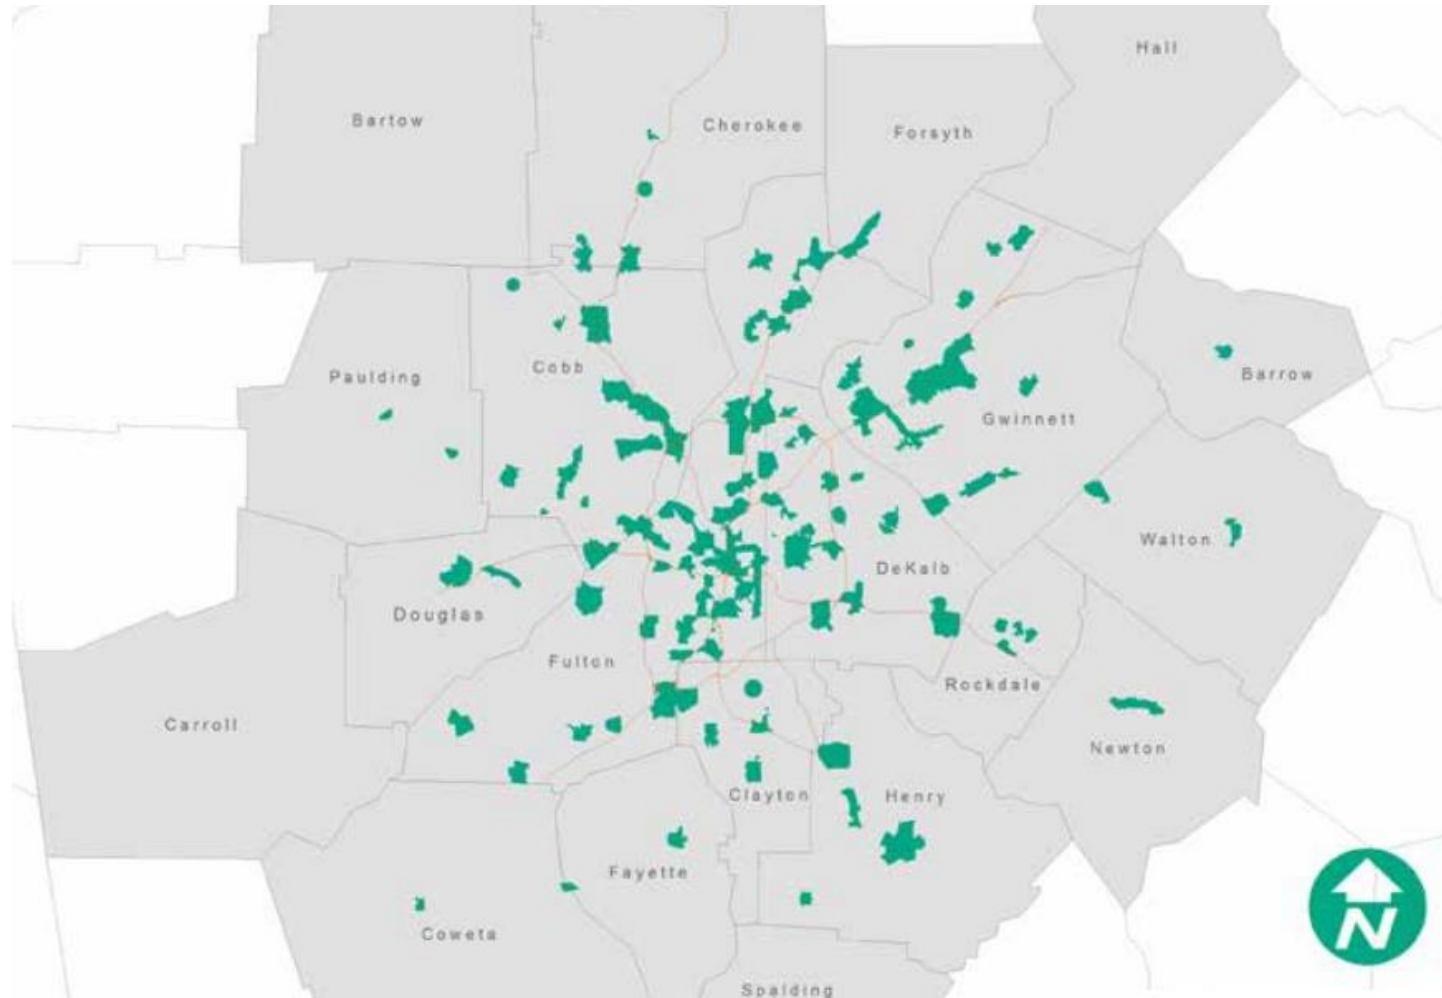 Hall
Bartow
Cherokee
Forsyth
Cobb
Paulding
Barrow
Gwinnett
Walton
DeKalb
Douglas
Fulton
Rockdale
Carroll
Newton
Clayton
Henry
Fayette
Coweta
N
Spalding